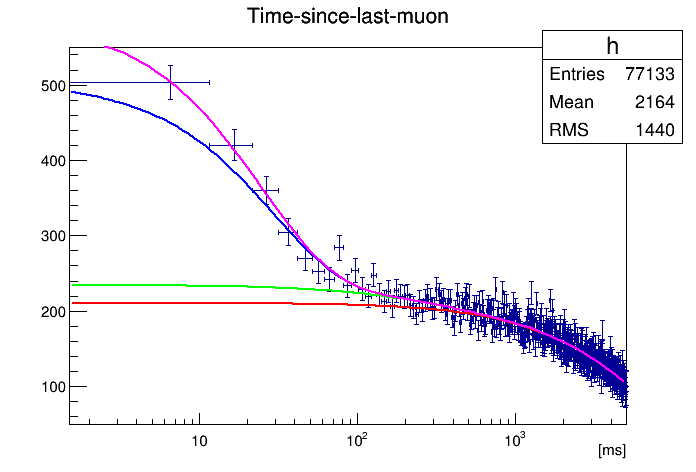 Time-since-last-muon
h
Entries 77133
Mean 2164
RMS 1440
500
400
300
200
100
10
10²
10³
[ms]